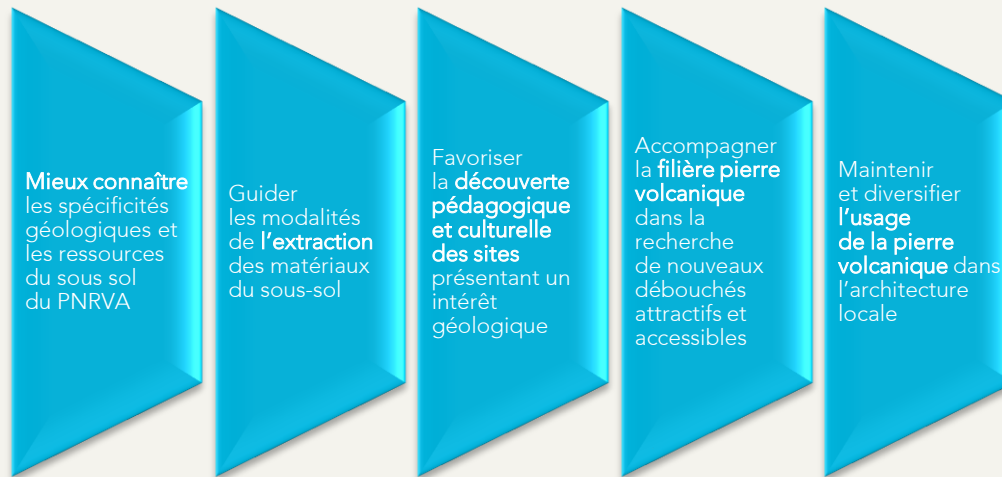 Mieux connaître
les spécificités
géologiques et
les ressources
du sous sol
du PNRVA
Guider
les modalités
de l'extraction
des matériaux
du sous-sol
Favoriser
la découverte
pédagogique
et culturelle
des sites
présentant un
intérêt
géologique
Accompagner
la filière pierre
volcanique
dans la
recherche
de nouveaux
débouchés
attractifs et
accessibles
Maintenir
et diversifier
l'usage
de la pierre
volcanique dans
l'architecture
locale